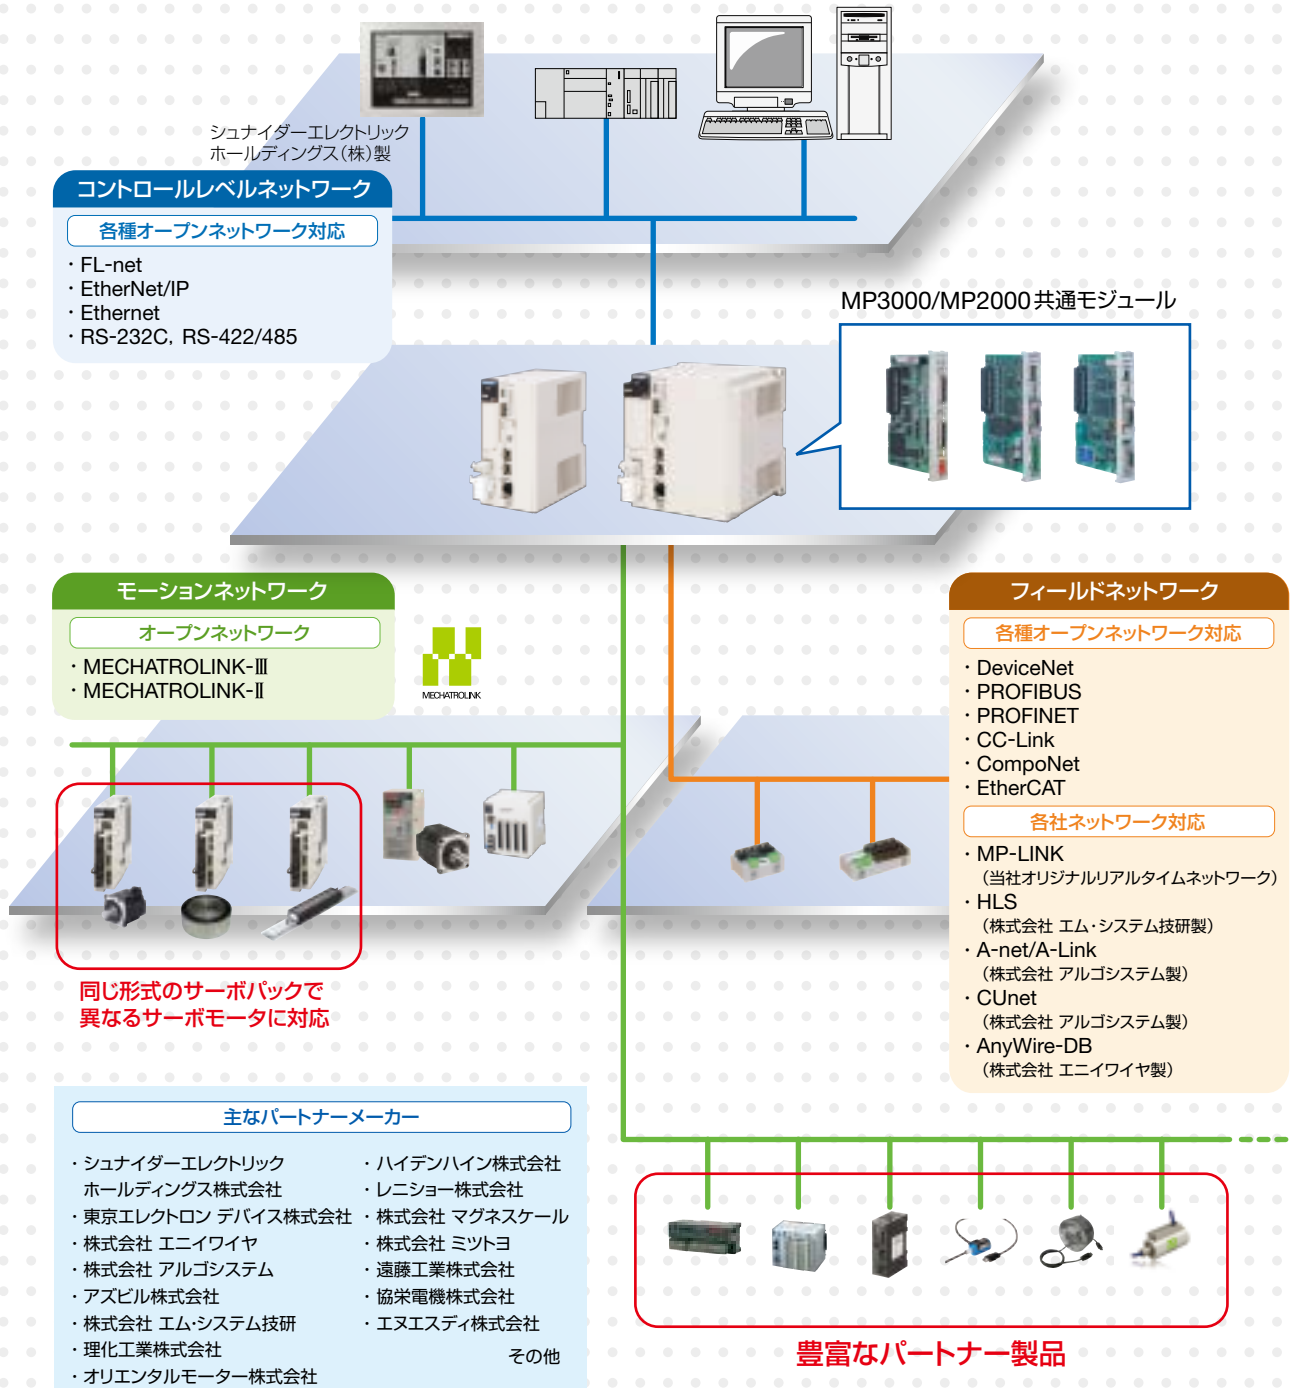 シュナイダーエレクトリック
ホールディングス(株)製
コントロールレベルネットワーク
各種オープンネットワーク対応
・FL-net
・EtherNet/IP
・Ethernet
・RS-232C, RS-422/485
MP3000/MP2000共通モジュール
モーションネットワーク
オープンネットワーク
・MECHATROLINK-Ⅲ
・MECHATROLINK-Ⅱ
MECHATROLINK
フィールドネットワーク
各種オープンネットワーク対応
・DeviceNet
・PROFIBUS
・PROFINET
・CC-Link
・CompoNet
・EtherCAT
各社ネットワーク対応
・MP-LINK
(当社オリジナルリアルタイムネットワーク)
・HLS
(株式会社 エム・システム技研製)
・A-net/A-Link
(株式会社 アルゴシステム製)
・CUnet
(株式会社 アルゴシステム製)
・AnyWire-DB
(株式会社 エニイワイヤ製)
同じ形式のサーボパックで
異なるサーボモータに対応
主なパートナーメーカー
・シュナイダーエレクトリック
ホールディングス株式会社
・東京エレクトロン デバイス株式会社
・株式会社 エニイワイヤ
・株式会社 アルゴシステム
・アズビル株式会社
・株式会社 エム・システム技研
・理化工業株式会社
・オリエンタルモーター株式会社
・ハイデンハイン株式会社
・レニショー株式会社
・株式会社 マグネスケール
・株式会社 ミツトヨ
・遠藤工業株式会社
・協栄電機株式会社
・エヌエスディ株式会社
その他
豊富なパートナー製品